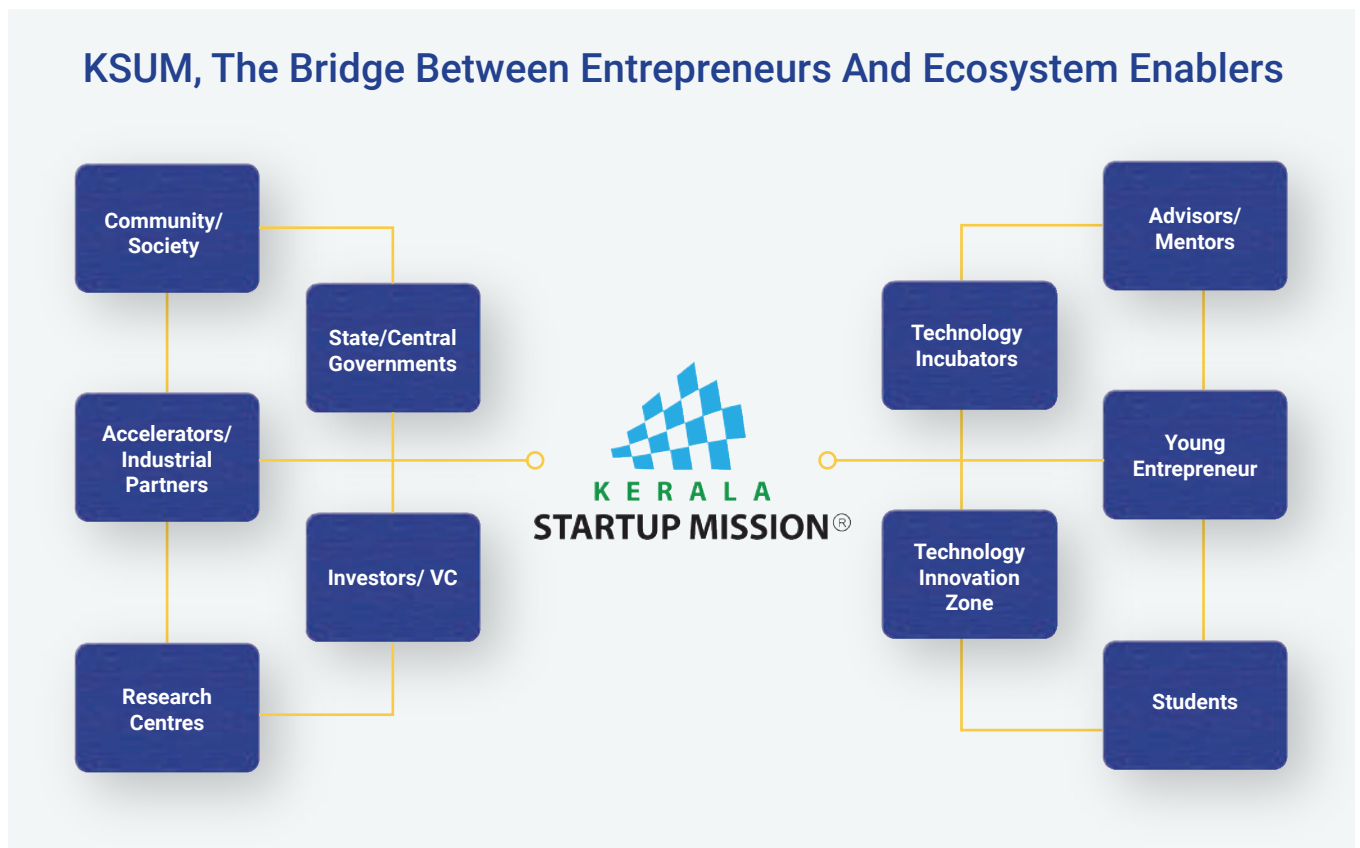 KSUM, The Bridge Between Entrepreneurs And Ecosystem Enablers
Community/
Society
State/Central
Governments
Accelerators/
Industrial
Partners
Investors/ VC
Research
Centres
KERALA
STARTUP MISSION®
Advisors/
Mentors
Technology
Incubators
Young
Entrepreneur
Technology
Innovation
Zone
Students